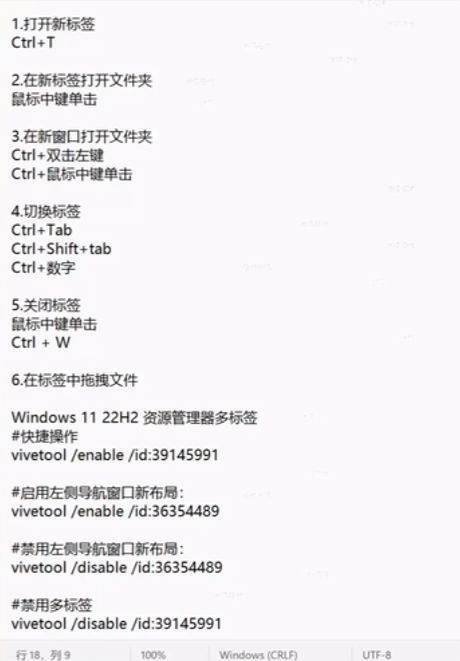 1.打开新标签
Ctrl+T
2.在新标签打开文件夹
鼠标中键单击
3.在新窗口打开文件夹
Ctrl+双击左键
Ctrl+鼠标中键单击
4.切换标签
Ctrl+Tab
Ctrl+Shift+tab
Ctrl+数字
5.关闭标签
鼠标中键单击
Ctrl + W
6.在标签中拖拽文件
Windows 11 22H2 资源管理器多标签
#快捷操作
vivetool /enable /id:39145991
#启用左侧导航窗口新布局：
vivetool /enable /id:36354489
#禁用左侧导航窗口新布局：
vivetool /disable /id:36354489
#禁用多标签
vivetool /disable /id:39145991
行 18，列 9 100% Windows (CRLF) UTF-8